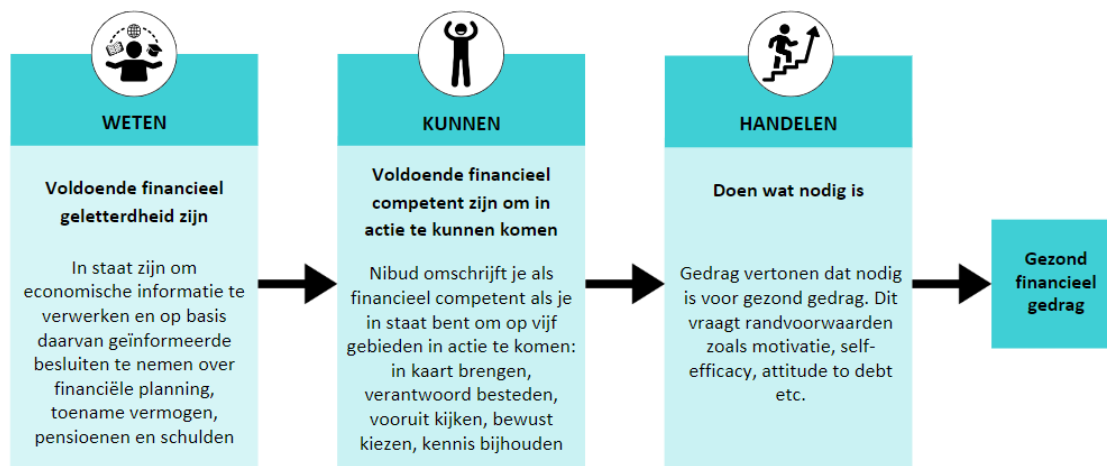 WETEN
Voldoende financieel
geletterdheid zijn
In staat zijn om
economische informatie te
verwerken en op basis
daarvan geïnformeerde
besluiten te nemen over
financiële planning,
toename vermogen,
pensioenen en schulden
KUNNEN
Voldoende financieel
competent zijn om in
actie te kunnen komen
Nibud omschrijft je als
financieel competent als je
in staat bent om op vijf
gebieden in actie te komen:
in kaart brengen,
verantwoord besteden,
vooruit kijken, bewust
kiezen, kennis bijhouden
HANDELEN
Doen wat nodig is
Gedrag vertonen dat nodig
is voor gezond gedrag. Dit
vraagt randvoorwaarden
zoals motivatie, self-
efficacy, attitude to debt
etc.
Gezond
financieel
gedrag